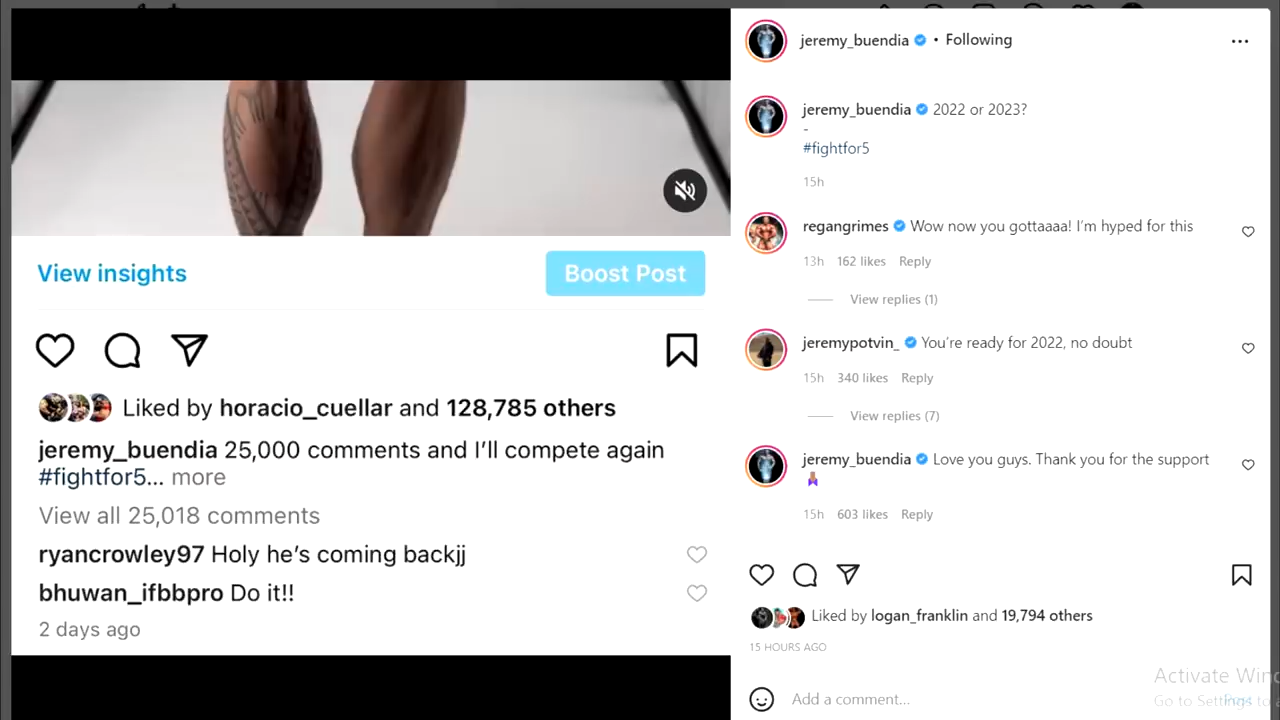 View insights
Boost Post
Liked by horacio_cuellar and 128,785 others
jeremy_buendia 25,000 comments and I'll compete again
#fightfor5... more
View all 25,018 comments
ryancrowley97 Holy he's coming backjj
bhuwan_ifbbpro Do it!!
2 days ago
jeremy_buendia • Following
jeremy_buendia 2022 or 2023?
-
#fightfor5
15h
regangrimes Wow now you gottaaaa! I'm hyped for this
13h 162 likes Reply
View replies (1)
jeremypotvin_ You're ready for 2022, no doubt
15h 340 likes Reply
View replies (7)
jeremy_buendia Love you guys. Thank you for the support
15h 603 likes Reply
Liked by logan_franklin and 19,794 others
15 HOURS AGO
Add a comment...
Post
Activate Win
Go to Settings to a